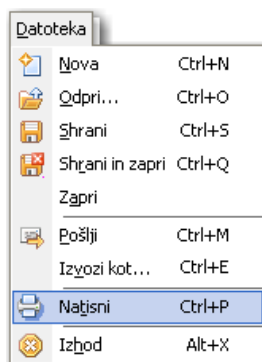 Datoteka
Nova Ctrl+N
Odpri... Ctrl+O
Shrani Ctrl+S
Shrani in zapri Ctrl+Q
Zapri
Pošlji Ctrl+M
Izvozi kot... Ctrl+E
Natisni Ctrl+P
Izhod Alt+X